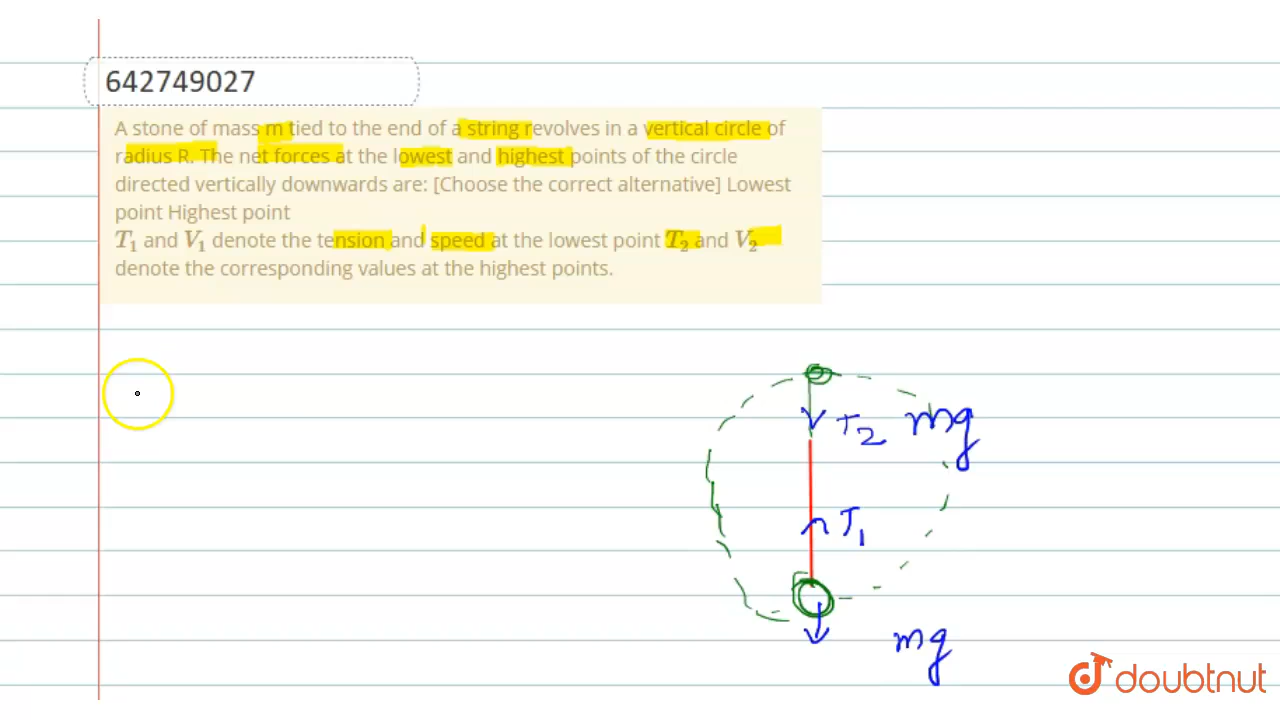 642749027
A stone of mass m tied to the end of a string revolves in a vertical circle of
radius R. The net forces at the lowest and highest points of the circle
directed vertically downwards are: [Choose the correct alternative] Lowest
point Highest point
T₁ and V₁ denote the tension and speed at the lowest point T₂ and V₂
denote the corresponding values at the highest points.
T₂ mg
T₁
mg
doubtnut